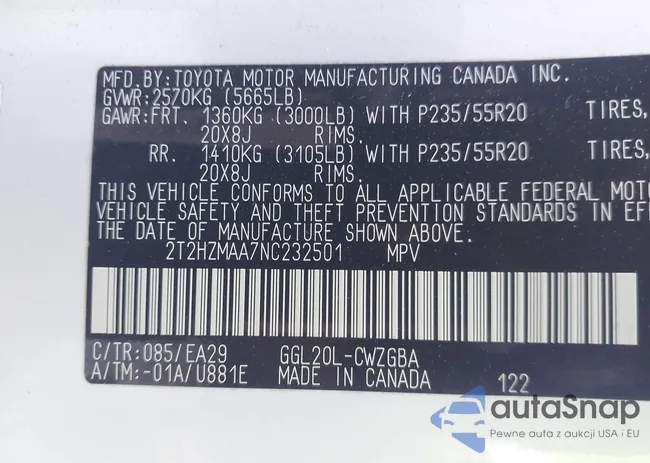 MFD.BY:TOYOTA MOTOR MANUFACTURING CANADA INC.
GVWR:2570KG (5665LB)
GAWR:FRT. 1360KG (3000LB) WITH P235/55R20 TIRES,
20X8J RIMS.
RR. 1410KG (3105LB) WITH P235/55R20 TIRES,
20X8J RIMS.
THIS VEHICLE CONFORMS TO ALL APPLICABLE FEDERAL MOT
VEHICLE SAFETY AND THEFT PREVENTION STANDARDS IN EF
THE DATE OF MANUFACTURE SHOWN ABOVE.
2T2HZMAA7NC232501 MPV
C/TR:085/EA29 GGL20L-CWZGBA
A/TM:-01A/U881E MADE IN CANADA 122
autaSnap
Pewne auta z aukcji USA i EU